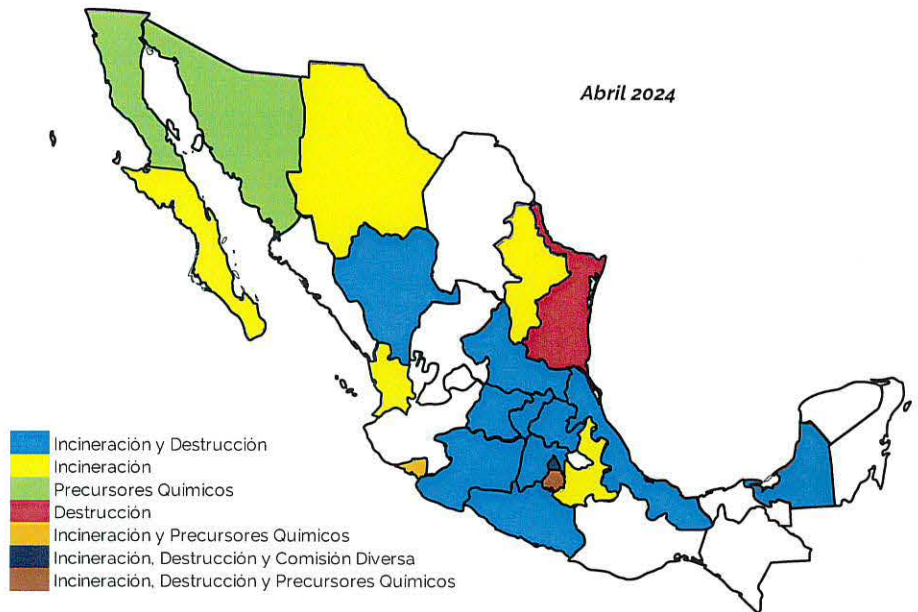 Abril 2024
Incineración y Destrucción
Incineración
Precursores Químicos
Destrucción
Incineración y Precursores Químicos
Incineración, Destrucción y Comisión Diversa
Incineración, Destrucción y Precursores Químicos